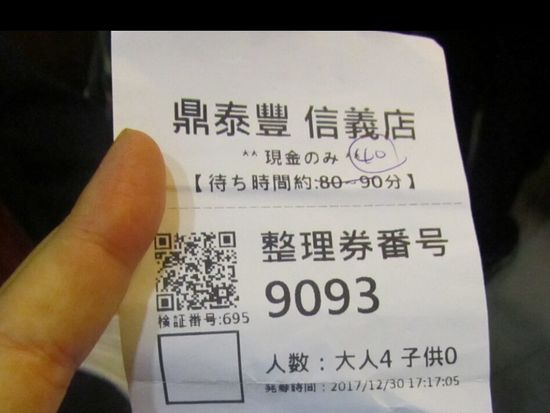 鼎泰豐 信義店
** 現金のみ **
40
【待ち時間約:80-90分】
整理券番号
9093
検証番号:695
人数：大人4 子供0
発券時間：2017/12/30 17:17:05